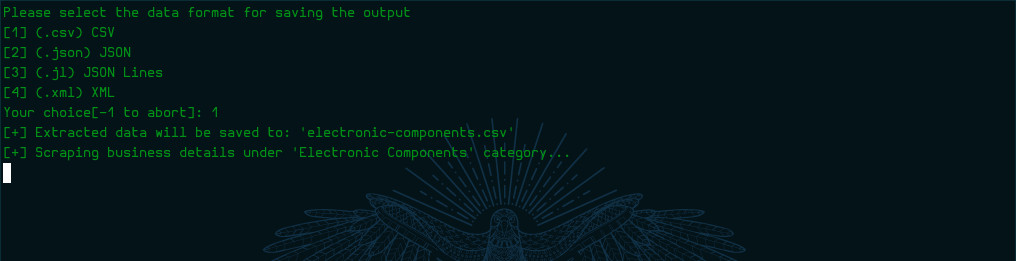 Please select the data format for saving the output
[1] (.csv) CSV
[2] (.json) JSON
[3] (.jl) JSON Lines
[4] (.xml) XML
Your choice[-1 to abort]: 1
[+] Extracted data will be saved to: 'electronic-components.csv'
[+] Scraping business details under 'Electronic Components' category...